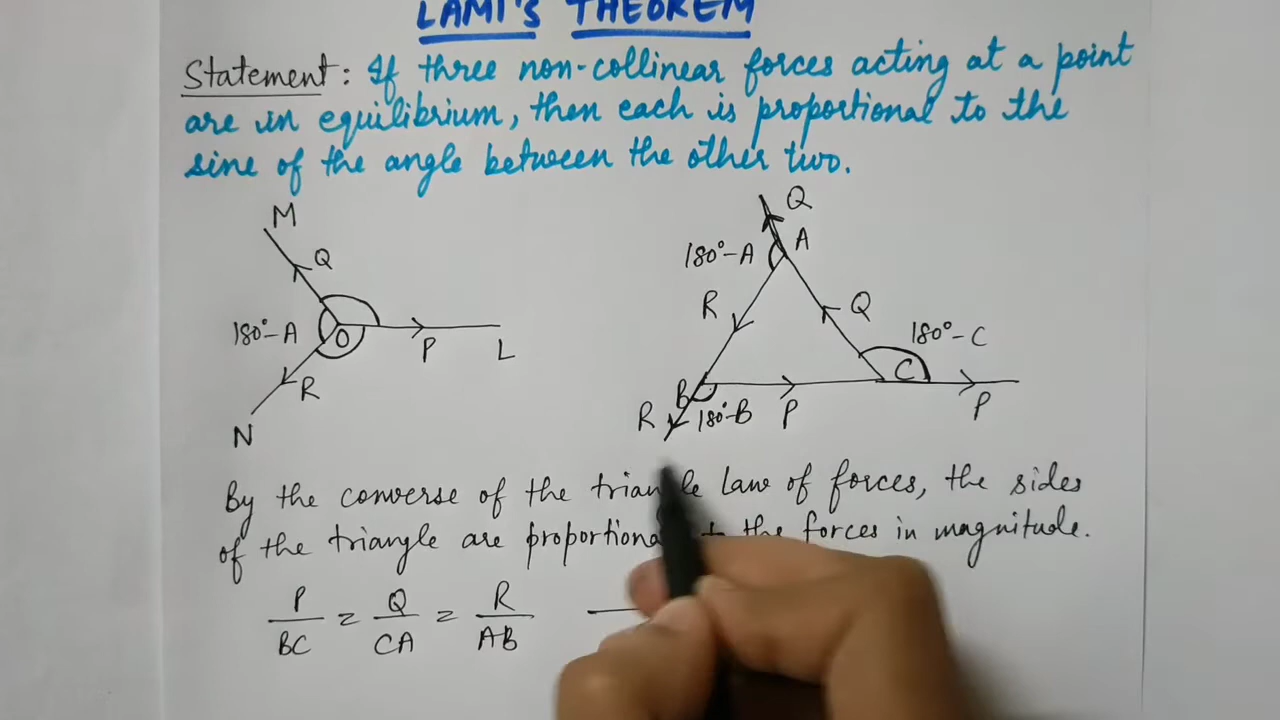 LAMI'S THEOREM
Statement: If three non-collinear forces acting at a point
are in equilibrium, then each is proportional to the
sine of the angle between the other two.
M
Q
180°-A
O
P
L
R
N
Q
A
180°-A
R
Q
180°-C
C
B
180°-B
P
P
R
By the converse of the triangle law of forces, the sides
of the triangle are proportional to the forces in magnitude.
P/BC = Q/CA = R/AB